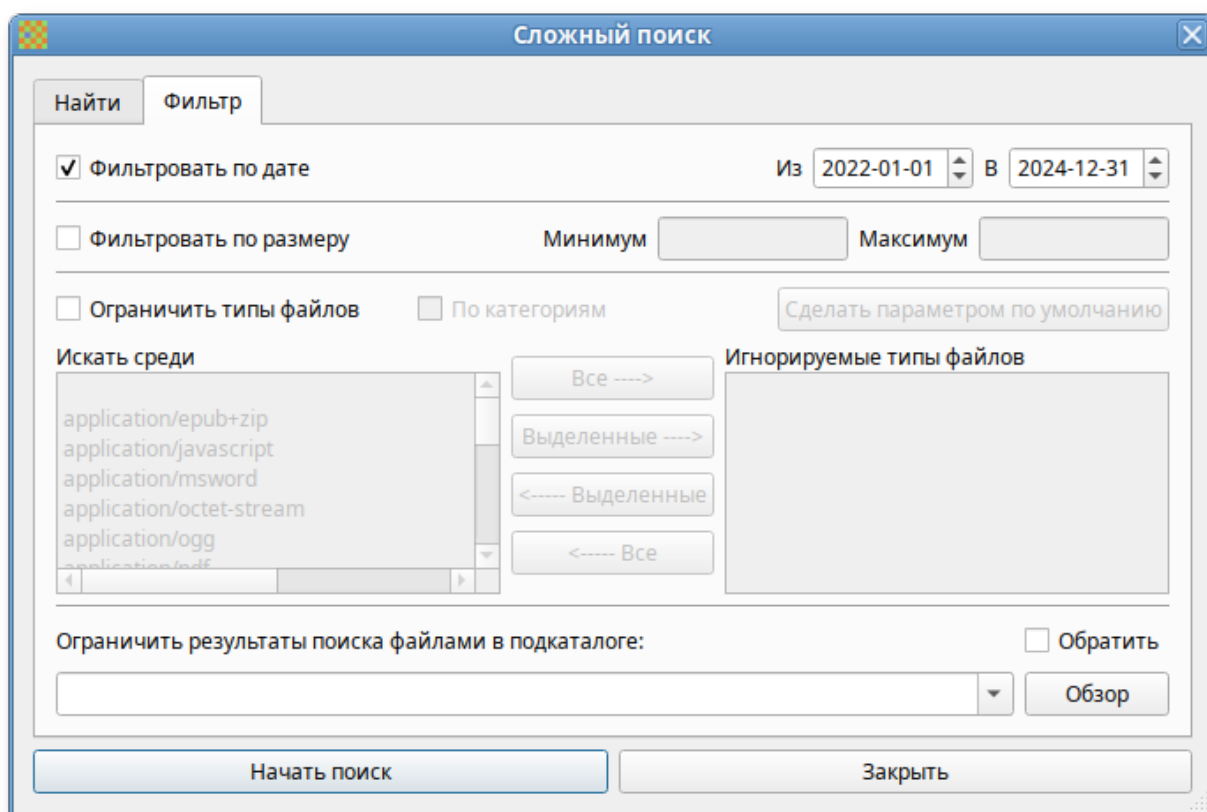 Сложный поиск
Найти Фильтр
Фильтровать по дате Из 2022-01-01 В 2024-12-31
Фильтровать по размеру Минимум Максимум
Ограничить типы файлов По категориям Сделать параметром по умолчанию
Искать среди Игнорируемые типы файлов
Все ---->
application/epub+zip
Выделенные ---->
application/javascript
application/msword
<----- Выделенные
application/octet-stream
application/ogg
<----- Все
application/pdf
Ограничить результаты поиска файлами в подкаталоге: Обратить
Обзор
Начать поиск Закрыть